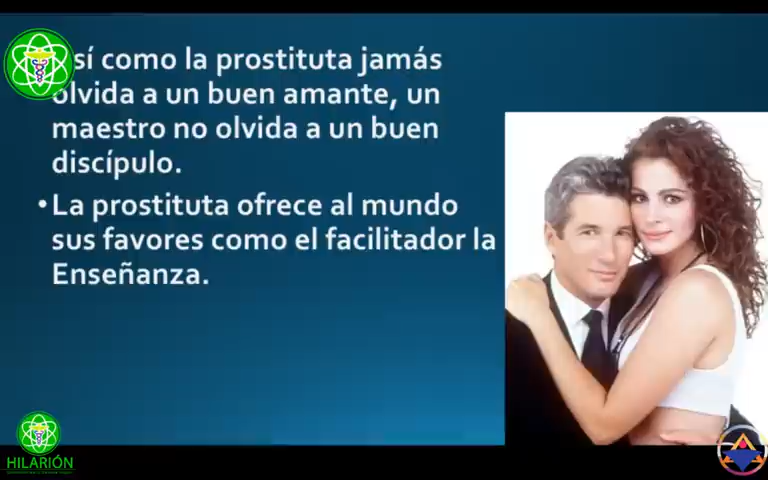 sí como la prostituta jamás
olvida a un buen amante, un
maestro no olvida a un buen
discípulo.
•La prostituta ofrece al mundo
sus favores como el facilitador la
Enseñanza.
HILARIÓN